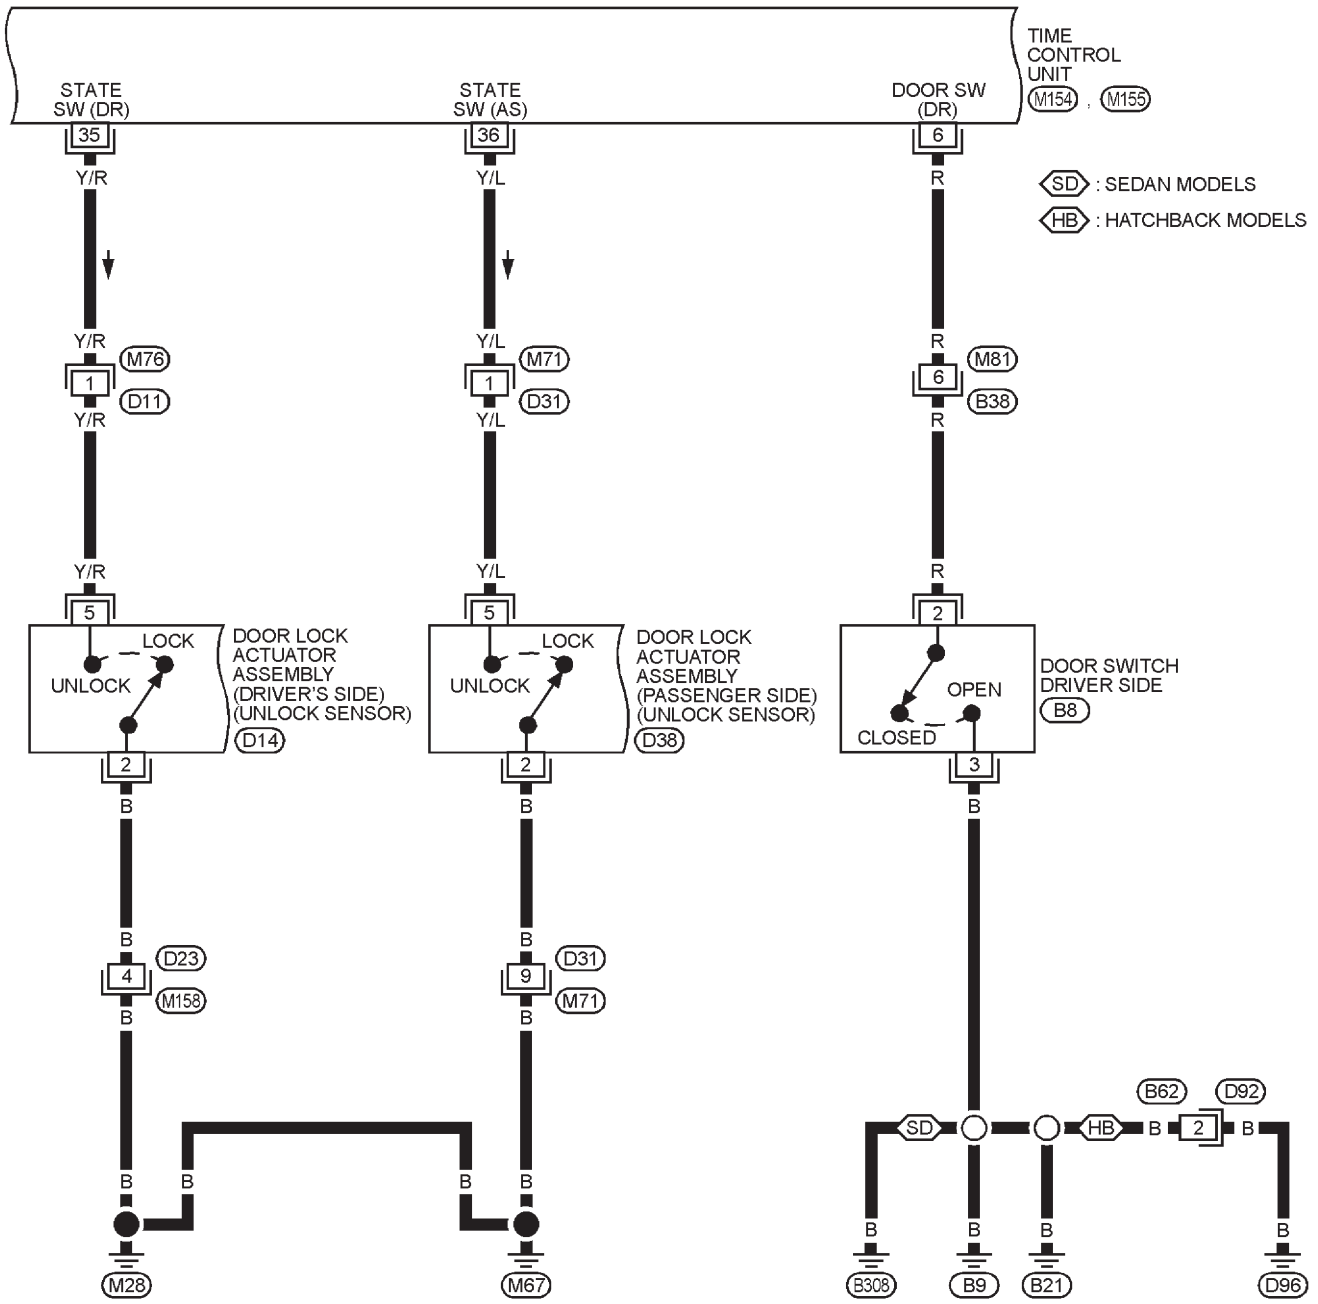 TIME
CONTROL
UNIT
M154 , M155
STATE
SW (DR)
STATE
SW (AS)
DOOR SW
(DR)
35
36
6
Y/R
Y/L
R
SD : SEDAN MODELS
HB : HATCHBACK MODELS
Y/R
Y/L
R
M76
M71
M81
1
1
6
D11
D31
B38
Y/R
Y/L
R
Y/R
Y/L
R
5
5
2
LOCK
UNLOCK
DOOR LOCK
ACTUATOR
ASSEMBLY
(DRIVER'S SIDE)
(UNLOCK SENSOR)
D14
LOCK
UNLOCK
DOOR LOCK
ACTUATOR
ASSEMBLY
(PASSENGER SIDE)
(UNLOCK SENSOR)
D38
OPEN
CLOSED
DOOR SWITCH
DRIVER SIDE
B8
2
2
3
B
B
B
B
B
D23
D31
4
9
M158
M71
B
B
B62
D92
SD
HB
B
2
B
B
B
B
B
B
B
B
B
M28
M67
B308
B9
B21
D96